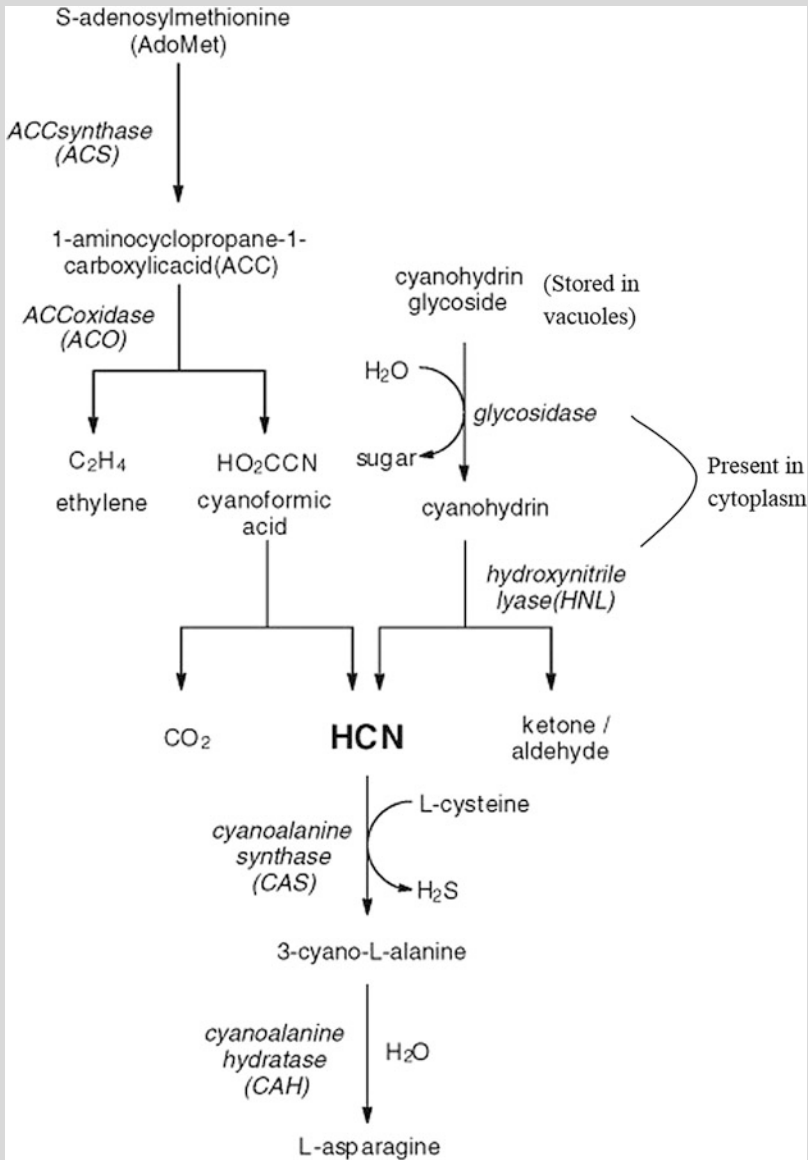 S-adenosylmethionine
(AdoMet)
ACCsynthase
(ACS)
1-aminocyclopropane-1-
carboxylicacid(ACC)
ACCoxidase
(ACO)
cyanohydrin
glycoside
(Stored in
vacuoles)
H₂O
glycosidase
sugar
C₂H₄
ethylene
HO₂CCN
cyanoformic
acid
cyanohydrin
Present in
cytoplasm
hydroxynitrile
lyase(HNL)
CO₂
HCN
ketone /
aldehyde
L-cysteine
cyanoalanine
synthase
(CAS)
H₂S
3-cyano-L-alanine
cyanoalanine
hydratase
(CAH)
H₂O
L-asparagine